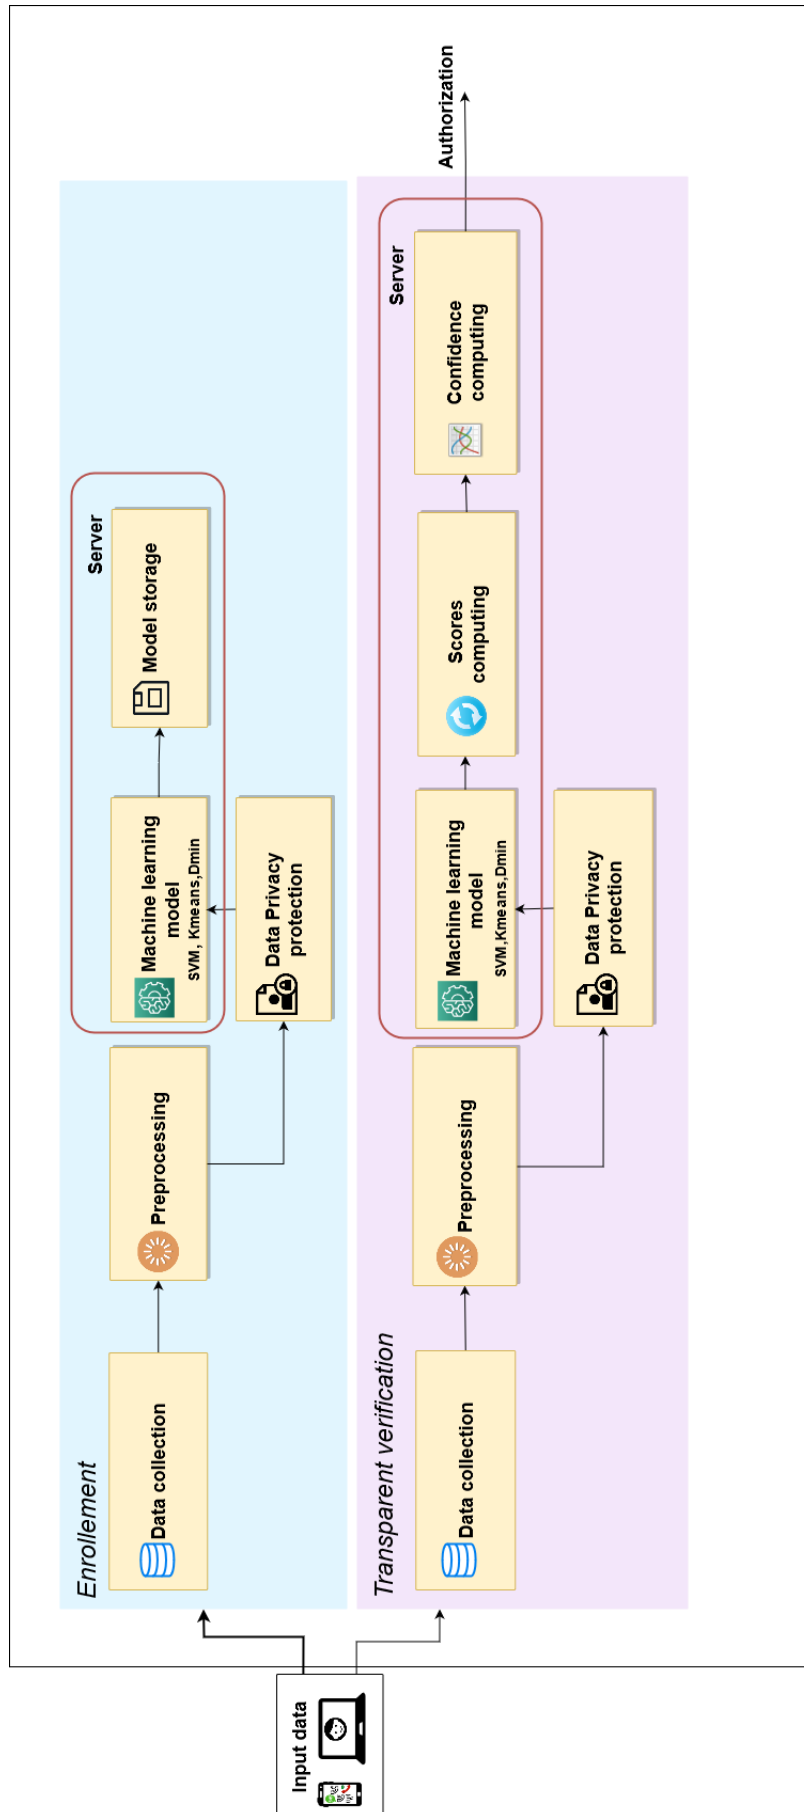 Input data
Enrollement
Data collection
Preprocessing
Data Privacy
protection
Server
Machine learning
model
SVM, Kmeans,Dmin
Model storage
Transparent verification
Data collection
Preprocessing
Data Privacy
protection
Server
Machine learning
model
SVM,Kmeans,Dmin
Scores
computing
Confidence
computing
Authorization